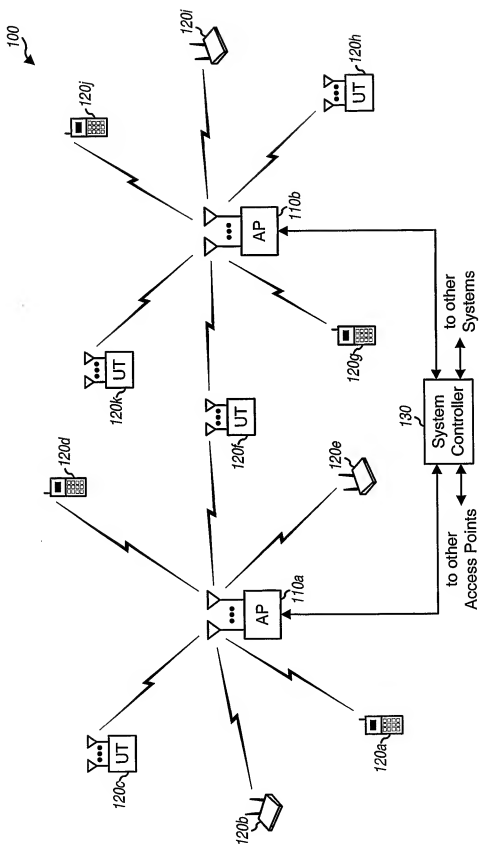 100
120i
120j
120h
UT
110b
AP
120k
UT
120g
to other
Systems
120d
120f
UT
130
System
Controller
120e
to other
Access Points
110a
AP
120c
UT
120b
120a